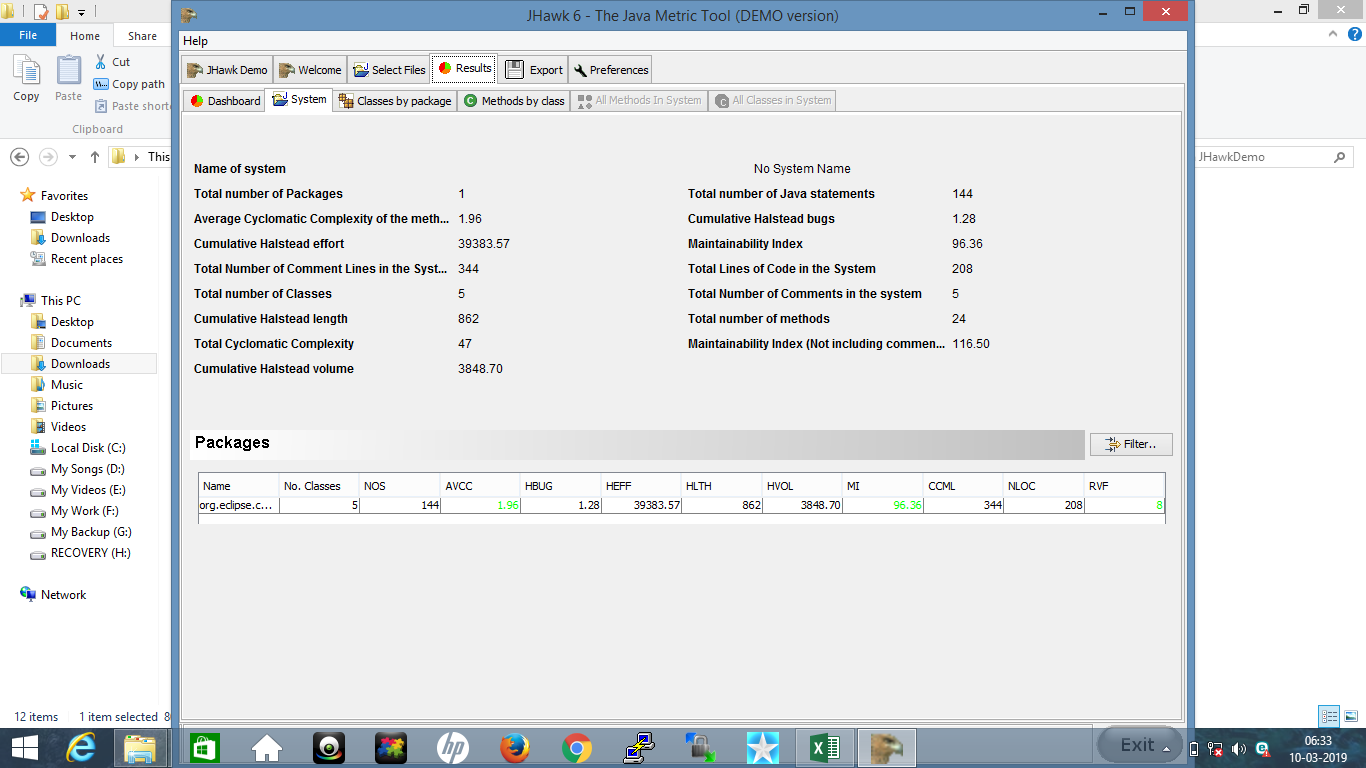 JHawk 6 - The Java Metric Tool (DEMO version)
File Home Share
Help
Copy Paste Cut
Copy path
Paste shortc
Clipboard
JHawk Demo Welcome Select Files Results Export Preferences
Dashboard System Classes by package Methods by class All Methods In System All Classes in System
This
JHawkDemo
Favorites
Desktop
Downloads
Recent places
This PC
Desktop
Documents
Downloads
Music
Pictures
Videos
Local Disk (C:)
My Songs (D:)
My Videos (E:)
My Work (F:)
My Backup (G:)
RECOVERY (H:)
Network
Name of system No System Name
Total number of Packages 1 Total number of Java statements 144
Average Cyclomatic Complexity of the meth... 1.96 Cumulative Halstead bugs 1.28
Cumulative Halstead effort 39383.57 Maintainability Index 96.36
Total Number of Comment Lines in the Syst... 344 Total Lines of Code in the System 208
Total number of Classes 5 Total Number of Comments in the system 5
Cumulative Halstead length 862 Total number of methods 24
Total Cyclomatic Complexity 47 Maintainability Index (Not including commen... 116.50
Cumulative Halstead volume 3848.70
Packages Filter..
Name No. Classes NOS AVCC HBUG HEFF HLTH HVOL MI CCML NLOC RVF
org.eclipse.c... 5 144 1.96 1.28 39383.57 862 3848.70 96.36 344 208 8
12 items 1 item selected
Exit
06:33
10-03-2019